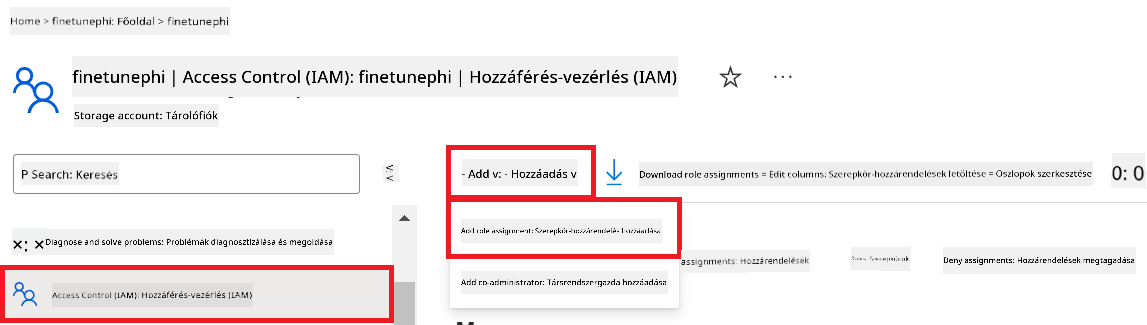 Home > finetunephi: Főoldal > finetunephi
finetunephi | Access Control (IAM): finetunephi | Hozzáférés-vezérlés (IAM)
Storage account: Tárolófiók
P Search: Keresés
- Add v: - Hozzáadás v
Download role assignments = Edit columns: Szerepkör-hozzárendelések letöltése = Oszlopok szerkesztése
0: 0
Add role assignment: Szerepkör-hozzárendelés hozzáadása
×: ×Diagnose and solve problems: Problémák diagnosztizálása és megoldása
assignments: Hozzárendelések
Szerepkörök
Deny assignments: Hozzárendelések megtagadása
Add co-administrator: Társrendszergazda hozzáadása
Access Control (IAM): Hozzáférés-vezérlés (IAM)